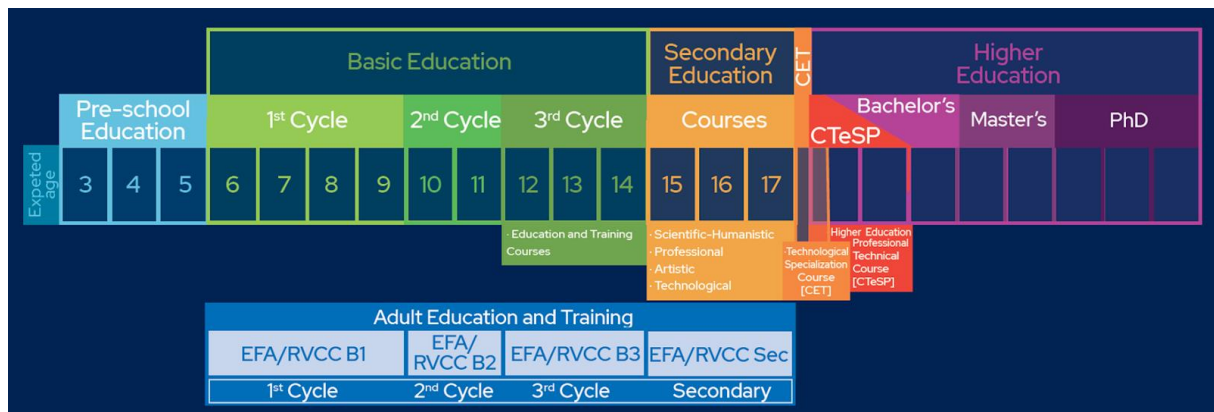 Basic Education
Secondary
Education
CET
Higher
Education
Pre-school
Education
1st Cycle
2nd Cycle
3rd Cycle
Courses
CTeSP
Bachelor's
Master's
PhD
Expeted
age
3 4 5 6 7 8 9 10 11 12 13 14 15 16 17
· Education and Training
Courses
· Scientific-Humanistic
· Professional
· Artistic
· Technological
·Technological
Specialization
Course
[CET]
Higher Education
Professional
Technical
Course
[CTeSP]
Adult Education and Training
EFA/RVCC B1
EFA/
RVCC B2
EFA/RVCC B3
EFA/RVCC Sec
1st Cycle
2nd Cycle
3rd Cycle
Secondary